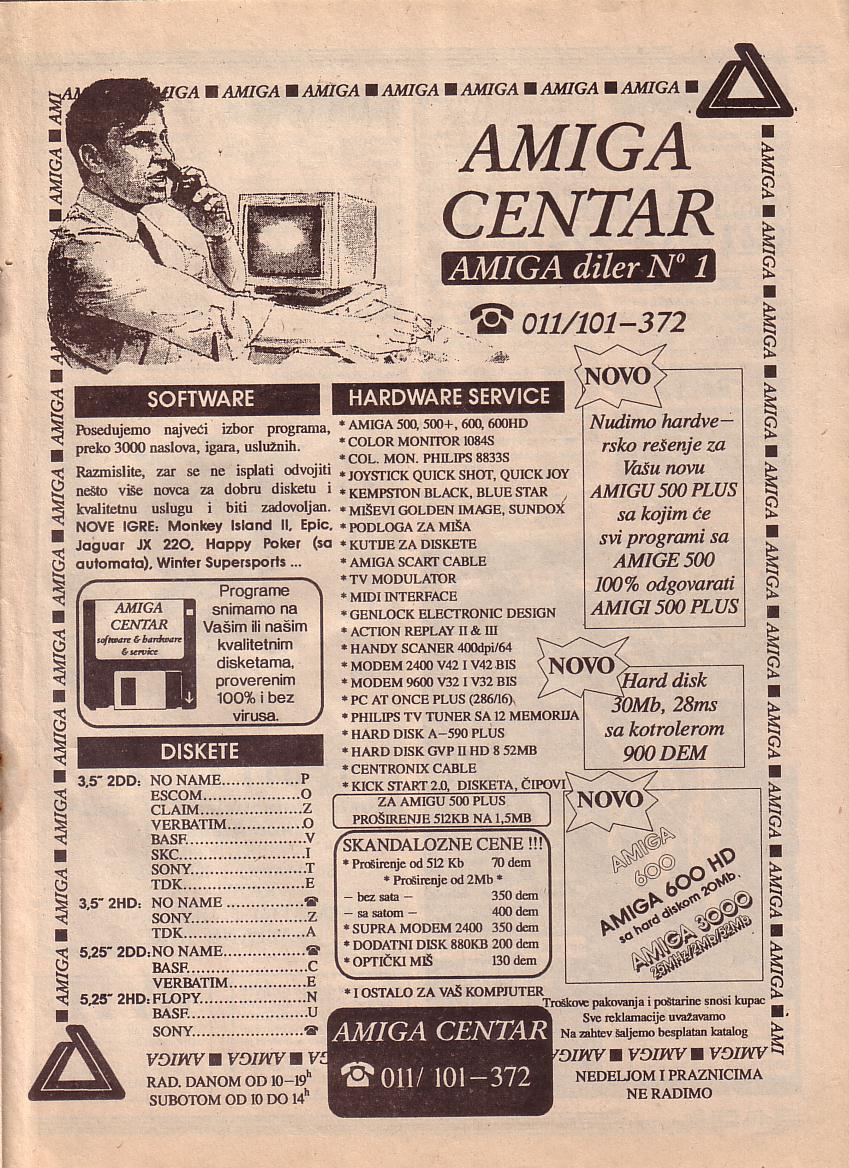 AMIGA ■ AMIGA ■ AMIGA ■ AMIGA ■ AMIGA ■ AMIGA ■ AMIGA ■
AMIGA
CENTAR
AMIGA diler Nº 1
☎ 011/101-372
SOFTWARE
Posedujemo najveći izbor programa,
preko 3000 naslova, igara, uslužnih.
Razmislite, zar se ne isplati odvojiti
nešto više novca za dobru disketu i
kvalitetnu uslugu i biti zadovoljan.
NOVE IGRE: Monkey Island II, Epic,
Jaguar JX 220, Happy Poker (sa
automata), Winter Supersports ...
AMIGA
CENTAR
software & hardware
& service
Programe
snimamo na
Vašim ili našim
kvalitetnim
disketama,
proverenim
100% i bez
virusa.
DISKETE
3,5˝ 2DD: NO NAME................P
ESCOM....................O
CLAIM.....................Z
VERBATIM...............O
BASF........................V
SKC..........................I
SONY.......................T
TDK.........................E
3,5˝ 2HD: NO NAME ................☎
SONY.......................Z
TDK.........................A
5,25˝ 2DD: NO NAME................☎
BASF........................C
VERBATIM................E
5,25˝ 2HD: FLOPY.....................N
BASF........................U
SONY.......................☎
HARDWARE SERVICE
* AMIGA 500, 500+, 600, 600HD
* COLOR MONITOR 1084S
* COL. MON. PHILIPS 8833S
* JOYSTICK QUICK SHOT, QUICK JOY
* KEMPSTON BLACK, BLUE STAR
* MIŠEVI GOLDEN IMAGE, SUNDOX
* PODLOGA ZA MIŠA
* KUTIJE ZA DISKETE
* AMIGA SCART CABLE
* TV MODULATOR
* MIDI INTERFACE
* GENLOCK ELECTRONIC DESIGN
* ACTION REPLAY II & III
* HANDY SCANER 400dpi/64
* MODEM 2400 V42 I V42 BIS
* MODEM 9600 V32 I V32 BIS
* PC AT ONCE PLUS (286/16)
* PHILIPS TV TUNER SA 12 MEMORIJA
* HARD DISK A-590 PLUS
* HARD DISK GVP II HD 8 52MB
* CENTRONIX CABLE
* KICK START 2.0, DISKETA, ČIPOVI
ZA AMIGU 500 PLUS
PROŠIRENJE 512KB NA 1,5MB
SKANDALOZNE CENE !!!
* Proširenje od 512 Kb 70 dem
* Proširenje od 2Mb *
- bez sata - 350 dem
- sa satom - 400 dem
* SUPRA MODEM 2400 350 dem
* DODATNI DISK 880KB 200 dem
* OPTIČKI MIŠ 130 dem
* I OSTALO ZA VAŠ KOMPJUTER
NOVO
Nudimo hardve-
rsko rešenje za
Vašu novu
AMIGU 500 PLUS
sa kojim će
svi programi sa
AMIGE 500
100% odgovarati
AMIGI 500 PLUS
NOVO
Hard disk
30Mb, 28ms
sa kotrolerom
900 DEM
NOVO
AMIGA
600
AMIGA 600 HD
sa hard diskom 20Mb.
AMIGA 3000
25MHZ/2MB/52MB
Troškove pakovanja i poštarine snosi kupac
Sve reklamacije uvažavamo
Na zahtev šaljemo besplatan katalog
AMIGA CENTAR
☎ 011/ 101-372
AMIGA ■ AMIGA ■ AMIGA ■ AMIGA ■ AMIGA
RAD. DANOM OD 10-19h
SUBOTOM OD 10 DO 14h
NEDELJOM I PRAZNICIMA
NE RADIMO